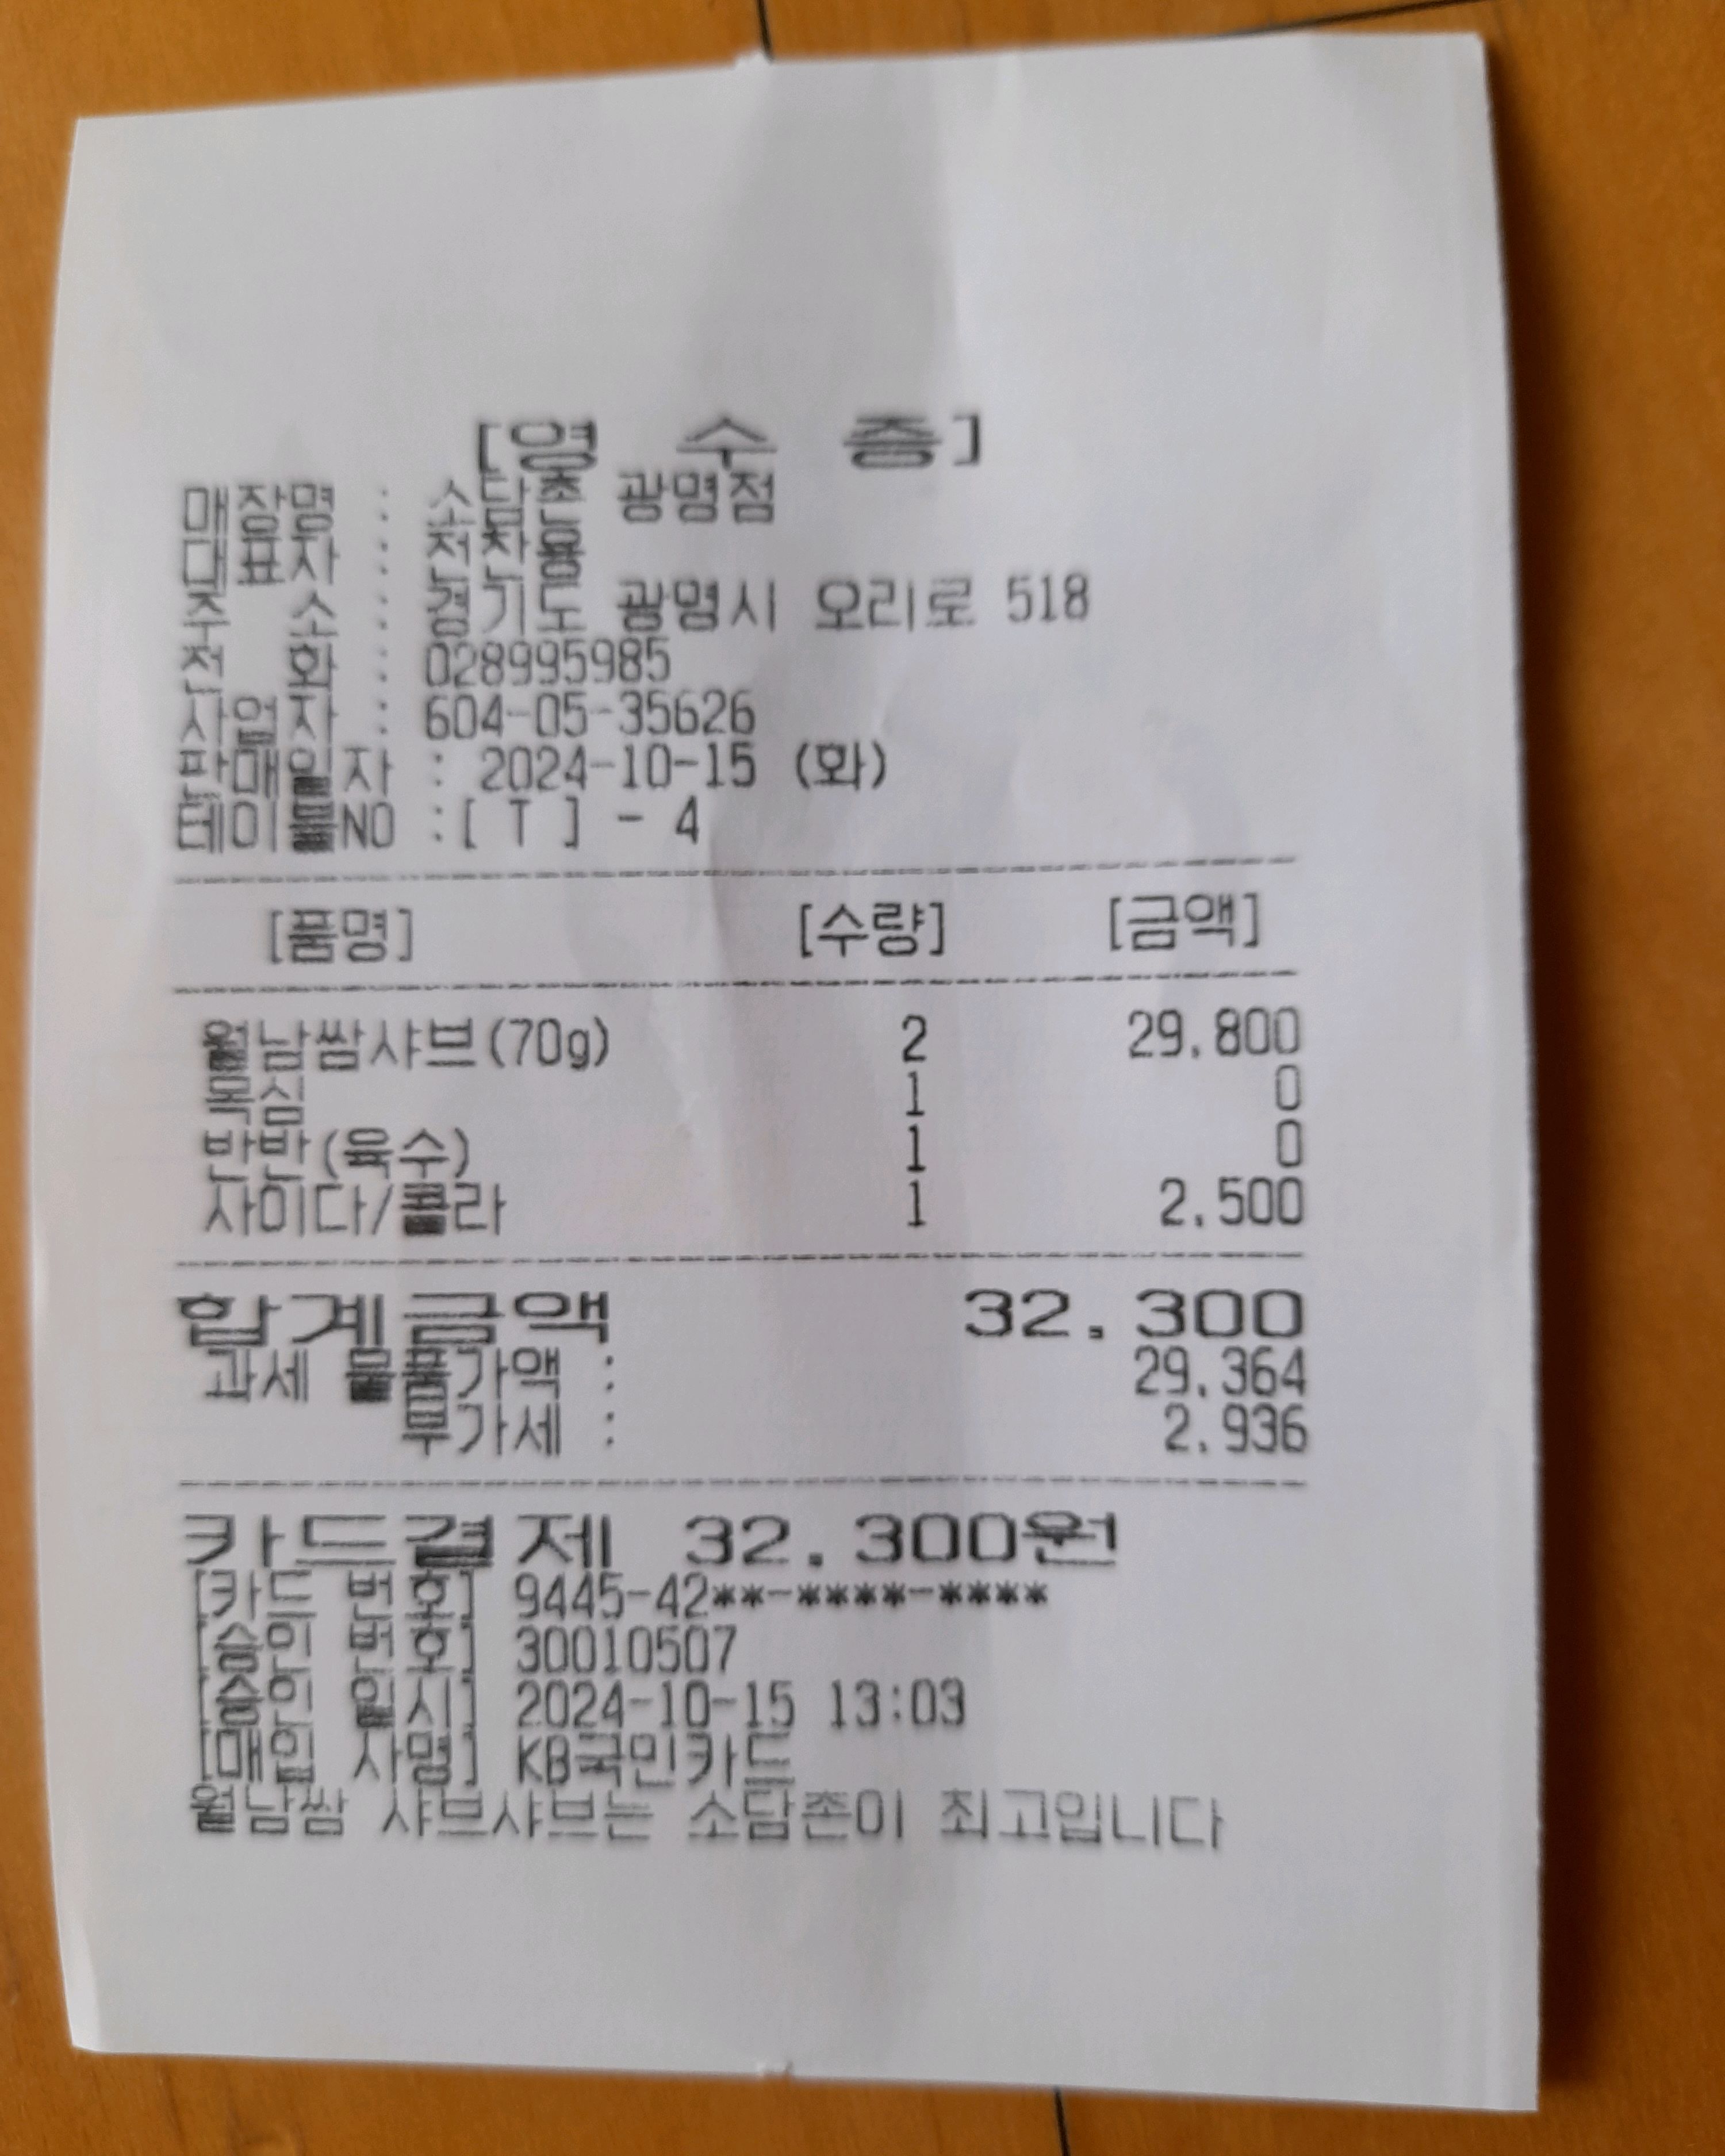 [영 수 증]
매장명 : 소담촌 광명점
대표자 : 전찬용
주 소 : 경기도 광명시 오리로 518
전 화 : 028995985
사업자 : 604-05-35626
판매일자 : 2024-10-15 (화)
테이블NO :[ T ] - 4
[품명] [수량] [금액]
월남쌈샤브(70g) 2 29,800
목심 1 0
반반(육수) 1 0
사이다/콜라 1 2,500
합계금액 32,300
과세 물품가액 : 29,364
부가세 : 2,936
카드결제 32,300원
[카드 번호] 9445-42**-****-****
[승인 번호] 30010507
[승인 일시] 2024-10-15 13:03
[매입 사명] KB국민카드
월남쌈 샤브샤브는 소담촌이 최고입니다